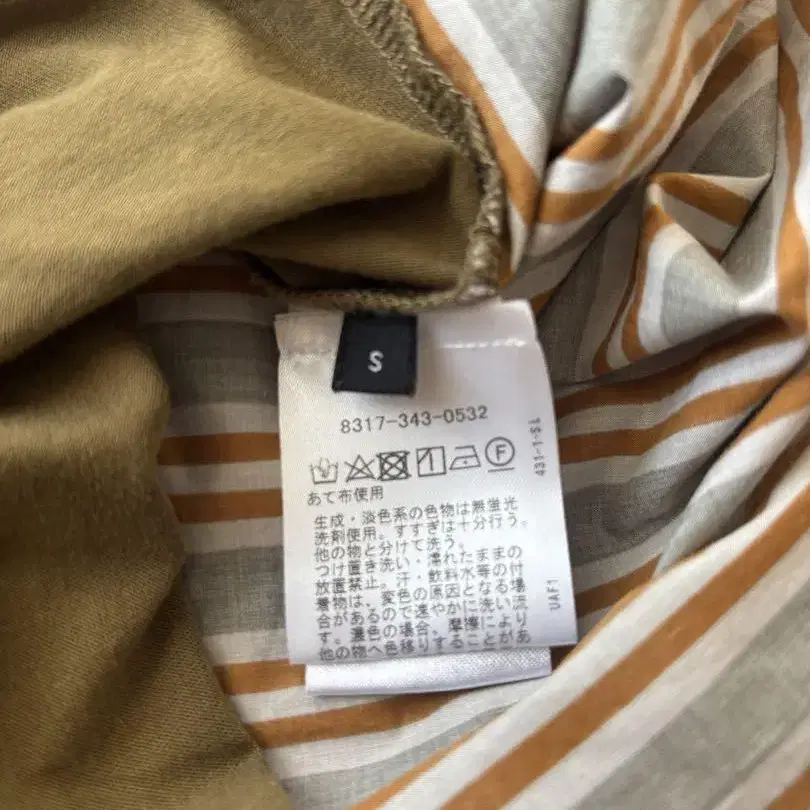 S
8317-343-0532
F
あて布使用
生成・淡色系の色物は無蛍光
洗剤使用。すすぎは十分行う。
他の物と分けて洗う。
つけ置き洗い・濡れたままの
放置禁止。汗・飲料水等の付
着物は、変色の原因となる場
合があるので速やかに洗い流
す。濃色の場合、摩擦により
他の物へ色移りすることがあ
431-1-S1
UAF1